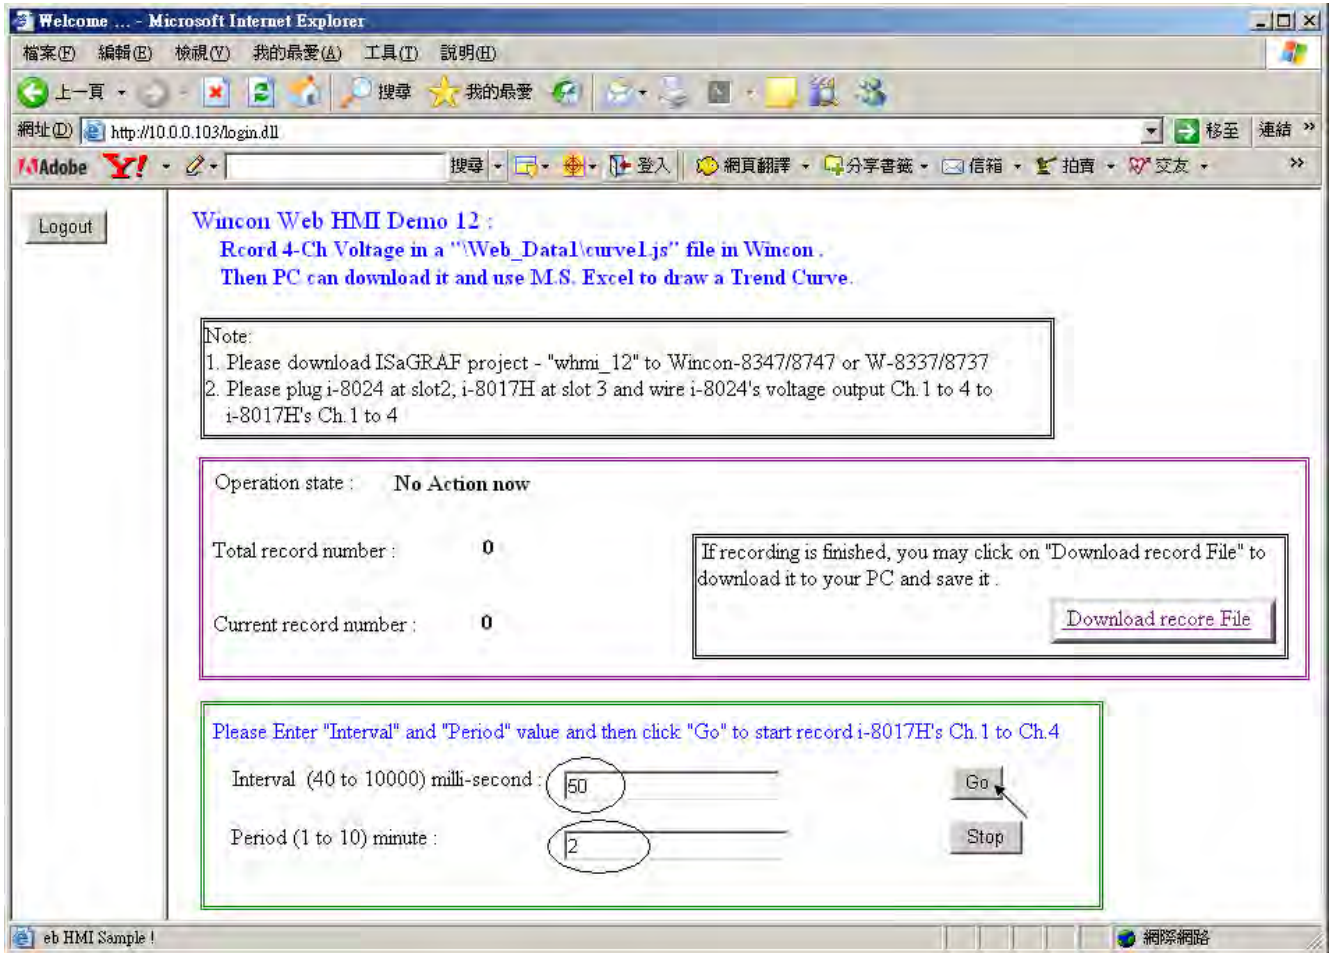 Welcome ... - Microsoft Internet Explorer
檔案(F) 編輯(E) 檢視(V) 我的最愛(A) 工具(T) 說明(H)
上一頁 搜尋 我的最愛
網址(D) http://10.0.0.103/login.dll 移至 連結 »
Adobe Y! 搜尋 登入 網頁翻譯 分享書籤 信箱 拍賣 交友 »
Logout
Wincon Web HMI Demo 12 :
Rcord 4-Ch Voltage in a "\Web_Data1\curve1.js" file in Wincon .
Then PC can download it and use M.S. Excel to draw a Trend Curve.
Note:
1. Please download ISaGRAF project - "whmi_12" to Wincon-8347/8747 or W-8337/8737
2. Please plug i-8024 at slot2, i-8017H at slot 3 and wire i-8024's voltage output Ch.1 to 4 to
i-8017H's Ch.1 to 4
Operation state : No Action now
Total record number : 0
If recording is finished, you may click on "Download record File" to
download it to your PC and save it .
Current record number : 0
Download recore File
Please Enter "Interval" and "Period" value and then click "Go" to start record i-8017H's Ch.1 to Ch.4
Interval (40 to 10000) milli-second : 50 Go
Period (1 to 10) minute : 2 Stop
eb HMI Sample ! 網際網路